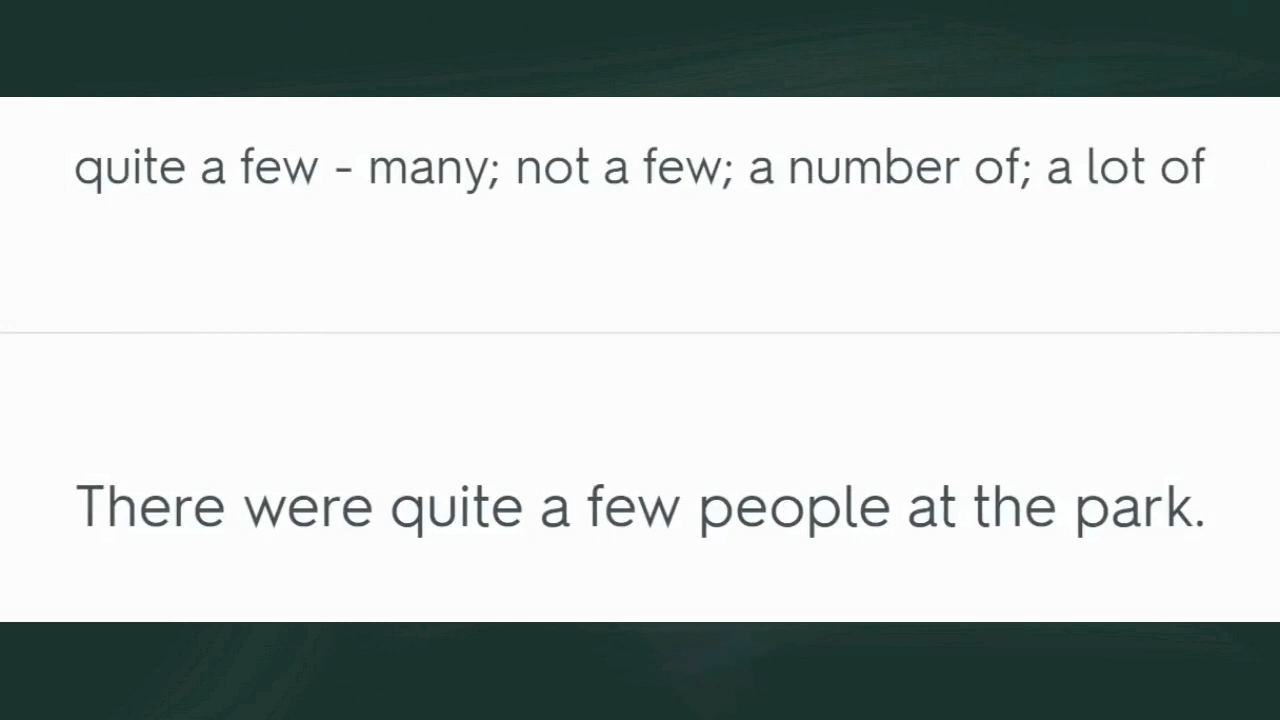 quite a few - many; not a few; a number of; a lot of
There were quite a few people at the park.